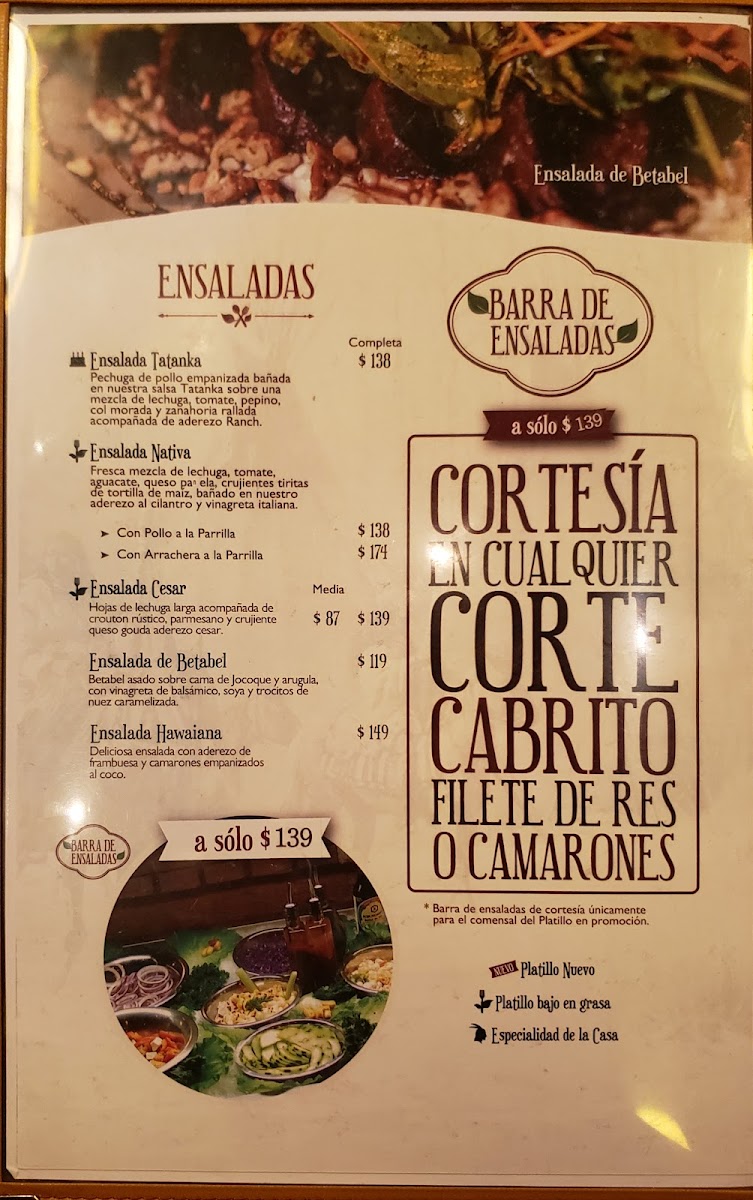 Ensalada de Betabel
ENSALADAS
Completa
Ensalada Tatanka $ 138
Pechuga de pollo empanizada bañada
en nuestra salsa Tatanka sobre una
mezcla de lechuga, tomate, pepino,
col morada y zanahoria rallada
acompañada de aderezo Ranch.
Ensalada Nativa
Fresca mezcla de lechuga, tomate,
aguacate, queso panela, crujientes tiritas
de tortilla de maíz, bañado en nuestro
aderezo al cilantro y vinagreta italiana.
➤ Con Pollo a la Parrilla $ 138
➤ Con Arrachera a la Parrilla $ 174
Ensalada Cesar Media
Hojas de lechuga larga acompañada de
crouton rústico, parmesano y crujiente $ 87 $ 139
queso gouda aderezo cesar.
Ensalada de Betabel $ 119
Betabel asado sobre cama de Jocoque y arugula,
con vinagreta de balsámico, soya y trocitos de
nuez caramelizada.
Ensalada Hawaiana $ 149
Deliciosa ensalada con aderezo de
frambuesa y camarones empanizados
al coco.
BARRA DE
ENSALADAS
a sólo $ 139
BARRA DE
ENSALADAS
a sólo $ 139
CORTESÍA
EN CUALQUIER
CORTE
CABRITO
FILETE DE RES
O CAMARONES
* Barra de ensaladas de cortesía únicamente
para el comensal del Platillo en promoción.
NUEVO Platillo Nuevo
Platillo bajo en grasa
Especialidad de la Casa